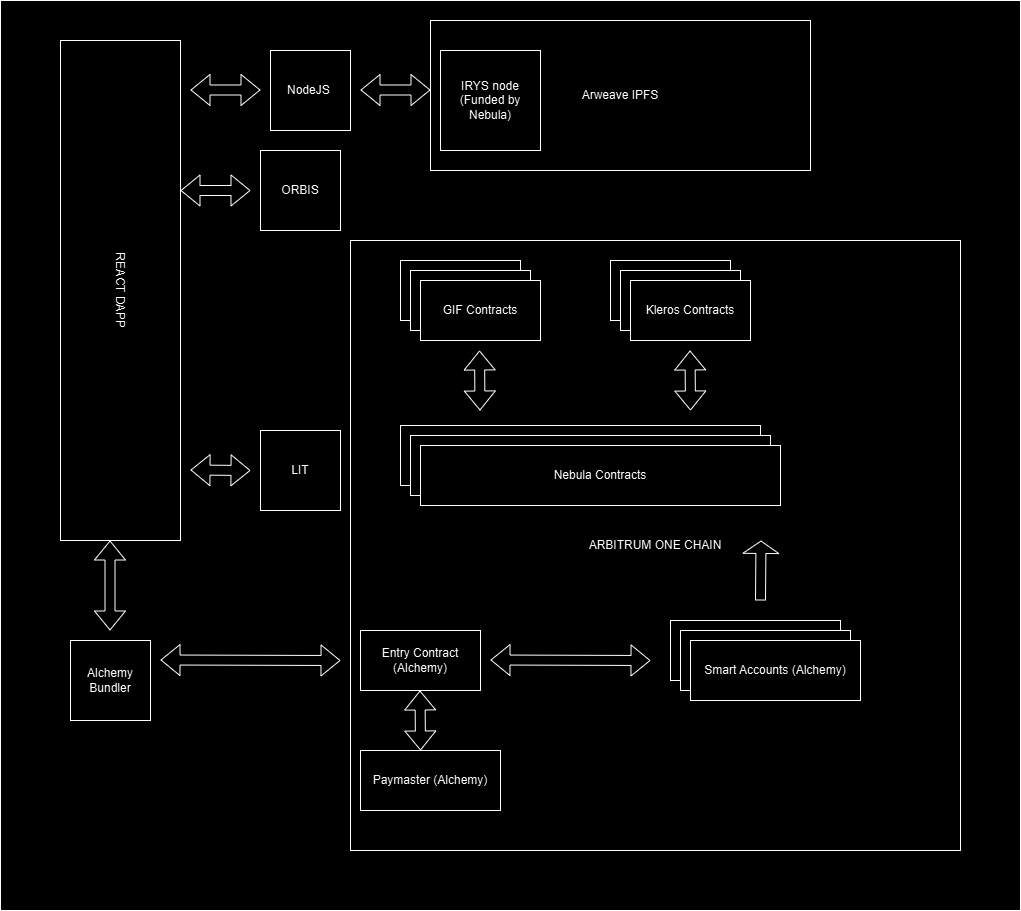 NodeJS
IRYS node
(Funded by
Nebula)
Arweave IPFS
ORBIS
REACT DAPP
GIF Contracts
Kleros Contracts
LIT
Nebula Contracts
ARBITRUM ONE CHAIN
Alchemy
Bundler
Entry Contract
(Alchemy)
Smart Accounts (Alchemy)
Paymaster (Alchemy)